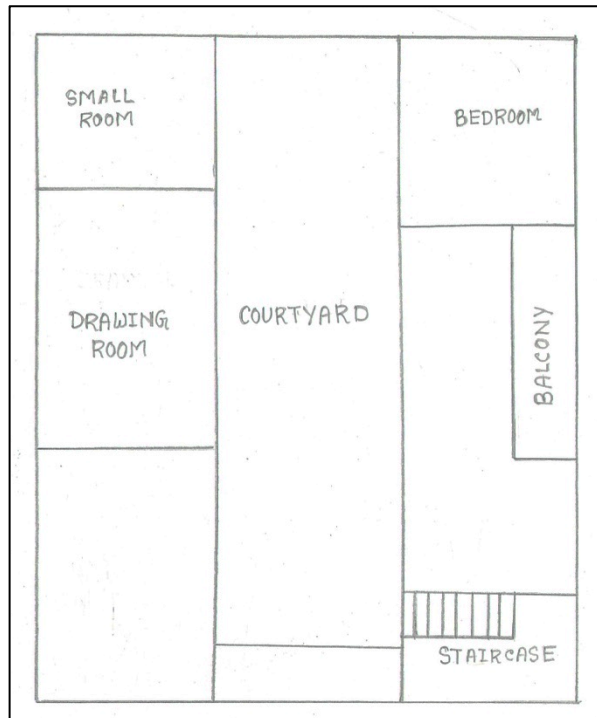 SMALL
ROOM
BEDROOM
DRAWING
ROOM
COURTYARD
BALCONY
STAIRCASE